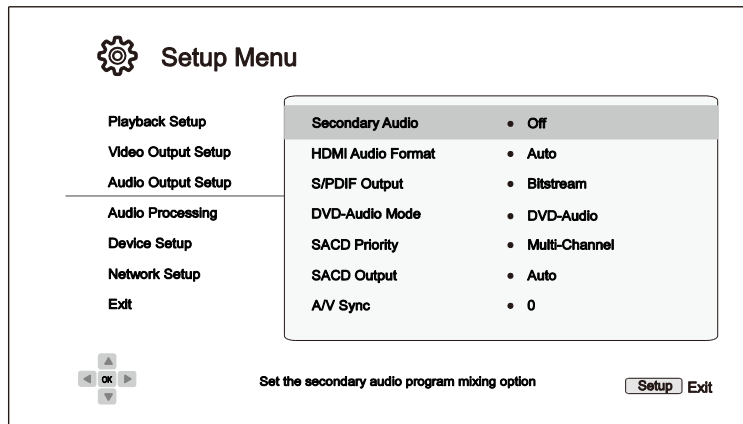 Setup Menu
Playback Setup
Video Output Setup
Audio Output Setup
Audio Processing
Device Setup
Network Setup
Exit
Secondary Audio • Off
HDMI Audio Format • Auto
S/PDIF Output • Bitstream
DVD-Audio Mode • DVD-Audio
SACD Priority • Multi-Channel
SACD Output • Auto
A/V Sync • 0
OK
Set the secondary audio program mixing option
Setup Exit